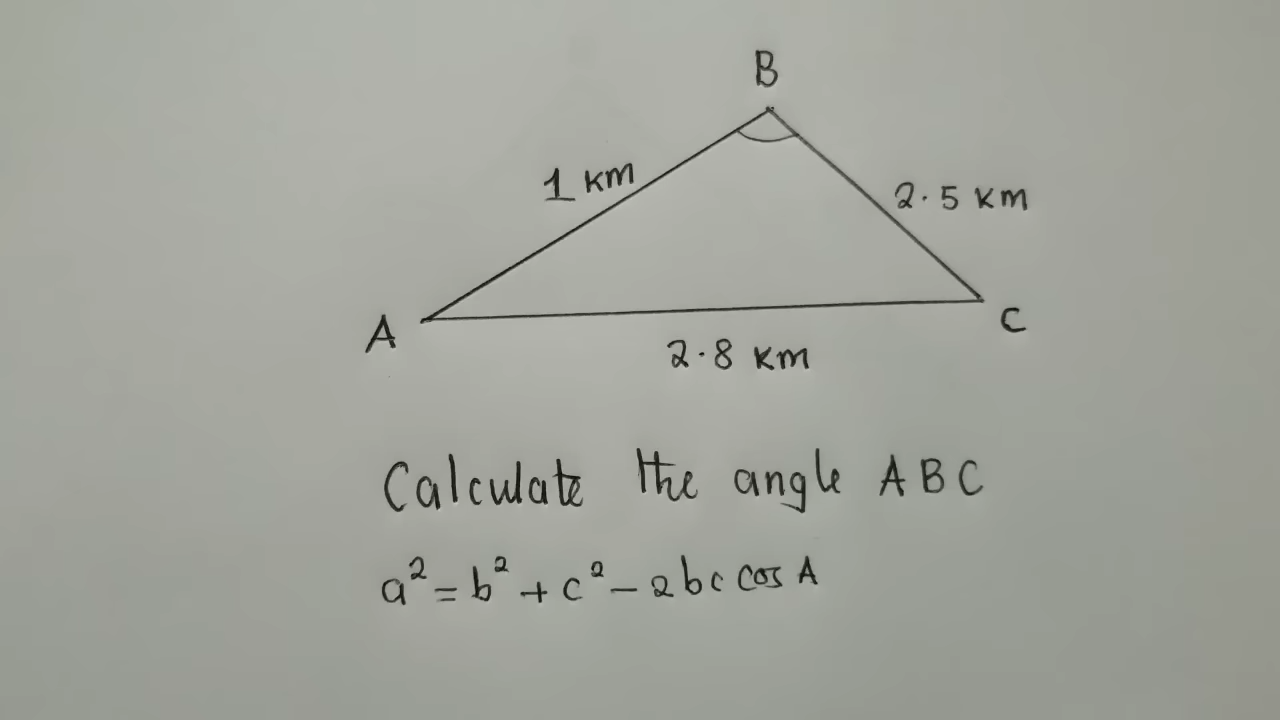 B
1 km
2.5 km
A
C
2.8 km
Calculate the angle ABC
a² = b² + c² - 2bc cos A